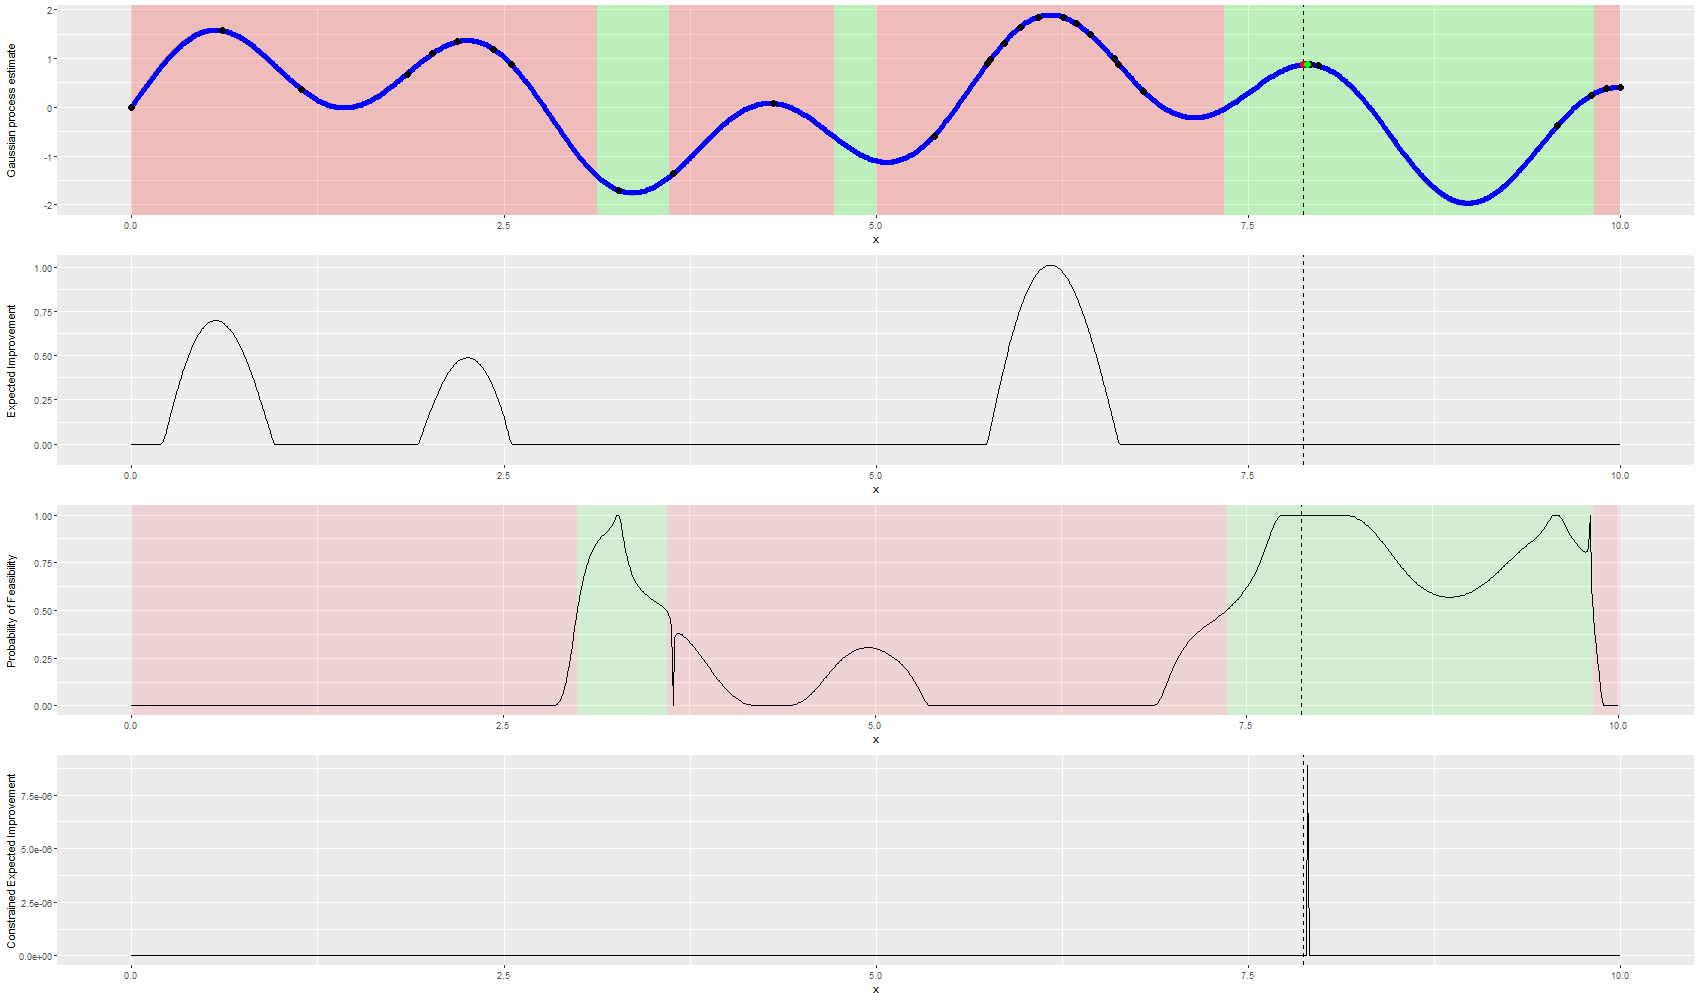 Gaussian process estimate
2
1
0
-1
-2
0.0 2.5 5.0 7.5 10.0
x
Expected Improvement
1.00
0.75
0.50
0.25
0.00
0.0 2.5 5.0 7.5 10.0
x
Probability of Feasibility
1.00
0.75
0.50
0.25
0.00
0.0 2.5 5.0 7.5 10.0
x
Constrained Expected Improvement
7.5e-06
5.0e-06
2.5e-06
0.0e+00
0.0 2.5 5.0 7.5 10.0
x